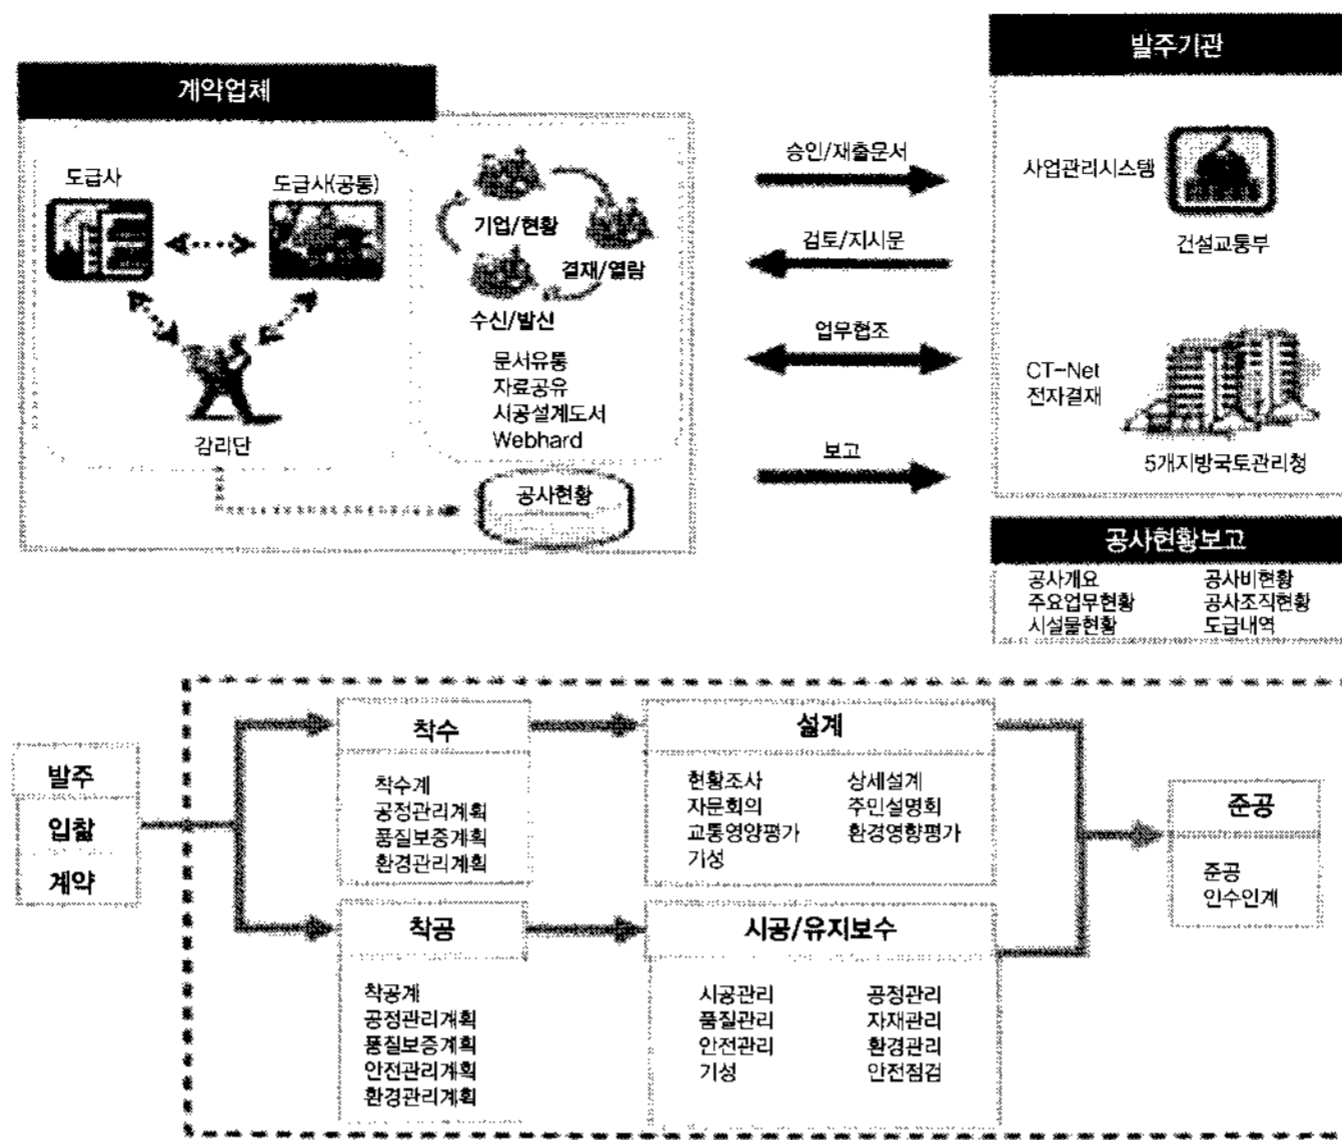 계약업체
도급사
도급사(공통)
감리단
기업/현황
결재/열람
수신/발신
문서유통
자료공유
시공설계도서
Webhard
공사현황
승인/재출문서
검토/지시문
업무협조
보고
발주기관
사업관리시스템
건설교통부
CT-Net
전자결재
5개지방국토관리청
공사현황보고
공사개요 공사비현황
주요업무현황 공사조직현황
시설물현황 도급내역
발주
입찰
계약
착수
착수계
공정관리계획
품질보증계획
환경관리계획
설계
현황조사 상세설계
자문회의 주민설명회
교통영양평가 환경영향평가
기성
착공
착공계
공정관리계획
품질보증계획
안전관리계획
환경관리계획
시공/유지보수
시공관리 공정관리
품질관리 자재관리
안전관리 환경관리
기성 안전점검
준공
준공
인수인계